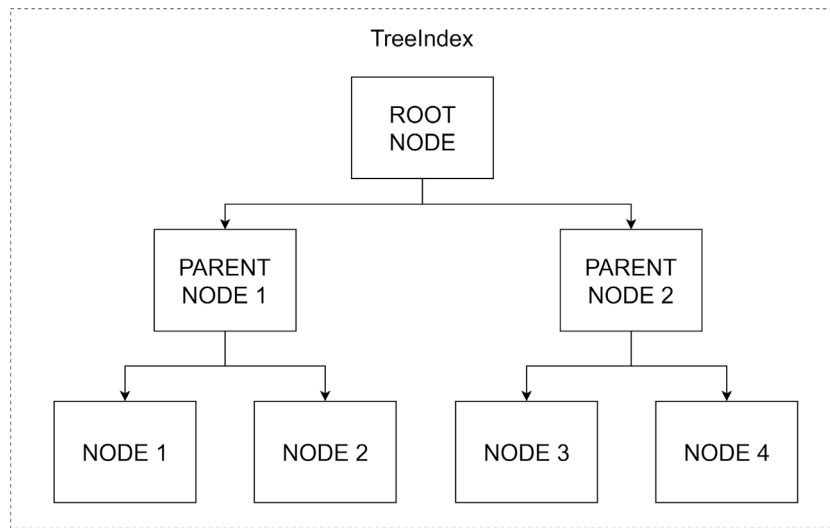 TreeIndex
ROOT
NODE
PARENT
NODE 1
PARENT
NODE 2
NODE 1
NODE 2
NODE 3
NODE 4